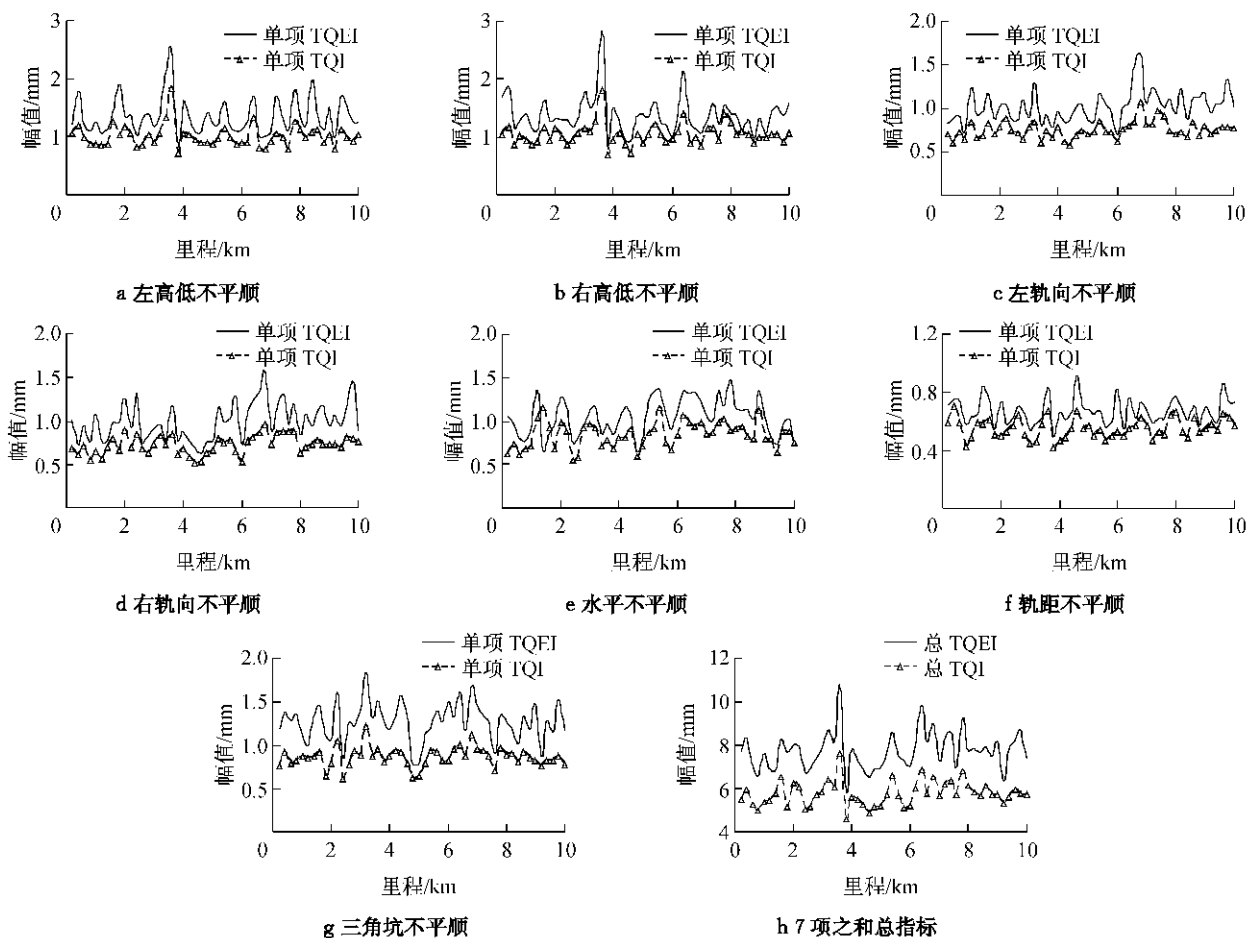 3
2
1
0
2
4
6
8
10
幅值/mm
里程/km
单项 TQEI
单项 TQI
a 左高低不平顺
3
2
1
0
2
4
6
8
10
幅值/mm
里程/km
单项 TQEI
单项 TQI
b 右高低不平顺
2.0
1.5
1.0
0.5
0
2
4
6
8
10
幅值/mm
里程/km
单项 TQEI
单项 TQI
c 左轨向不平顺
2.0
1.5
1.0
0.5
0
2
4
6
8
10
幅值/mm
里程/km
单项 TQEI
单项 TQI
d 右轨向不平顺
2.0
1.5
1.0
0.5
0
2
4
6
8
10
幅值/mm
里程/km
单项 TQEI
单项 TQI
e 水平不平顺
1.2
0.8
0.4
0
2
4
6
8
10
幅值/mm
里程/km
单项 TQEI
单项 TQI
f 轨距不平顺
2.0
1.5
1.0
0.5
0
2
4
6
8
10
幅值/mm
里程/km
单项 TQEI
单项 TQI
g 三角坑不平顺
12
10
8
6
4
0
2
4
6
8
10
幅值/mm
里程/km
总 TQEI
总 TQI
h 7 项之和总指标